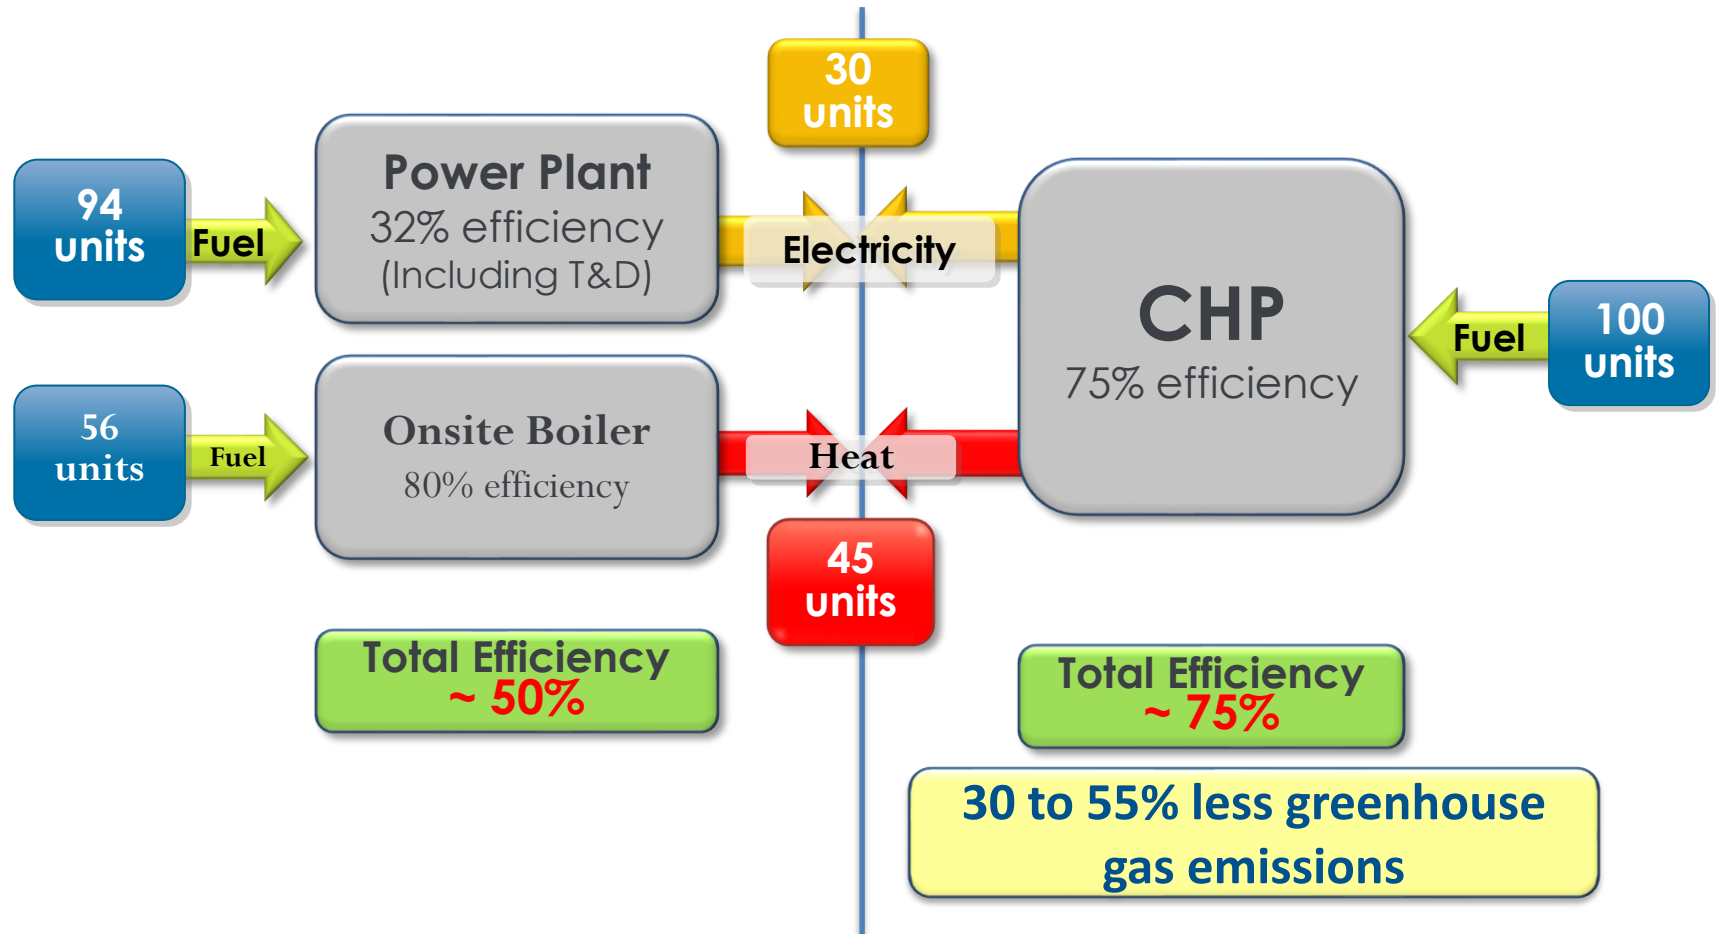 30
units
94
units
Fuel
Power Plant
32% efficiency
(Including T&D)
Electricity
CHP
75% efficiency
Fuel
100
units
56
units
Fuel
Onsite Boiler
80% efficiency
Heat
45
units
Total Efficiency
~ 50%
Total Efficiency
~ 75%
30 to 55% less greenhouse
gas emissions